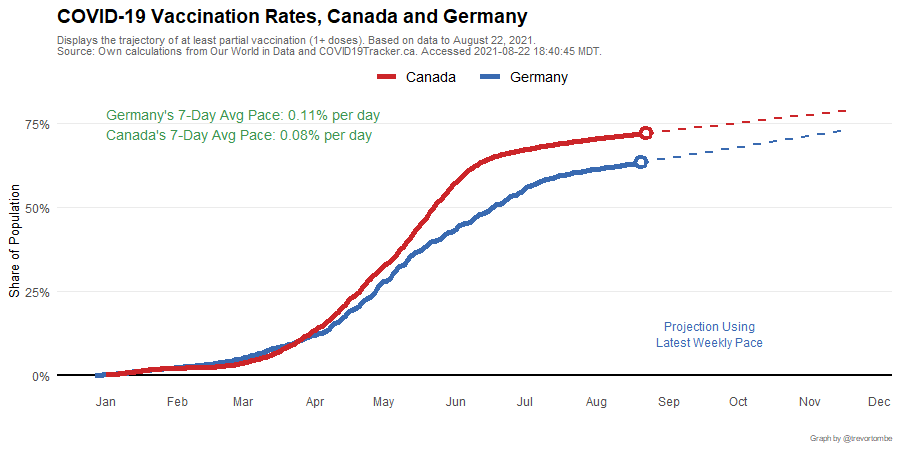 COVID-19 Vaccination Rates, Canada and Germany
Displays the trajectory of at least partial vaccination (1+ doses). Based on data to August 22, 2021.
Source: Own calculations from Our World in Data and COVID19Tracker.ca. Accessed 2021-08-22 18:40:45 MDT.
Canada Germany
Germany's 7-Day Avg Pace: 0.11% per day
Canada's 7-Day Avg Pace: 0.08% per day
75%
50%
25%
0%
Share of Population
Projection Using
Latest Weekly Pace
Jan Feb Mar Apr May Jun Jul Aug Sep Oct Nov Dec
Graph by @trevortombe